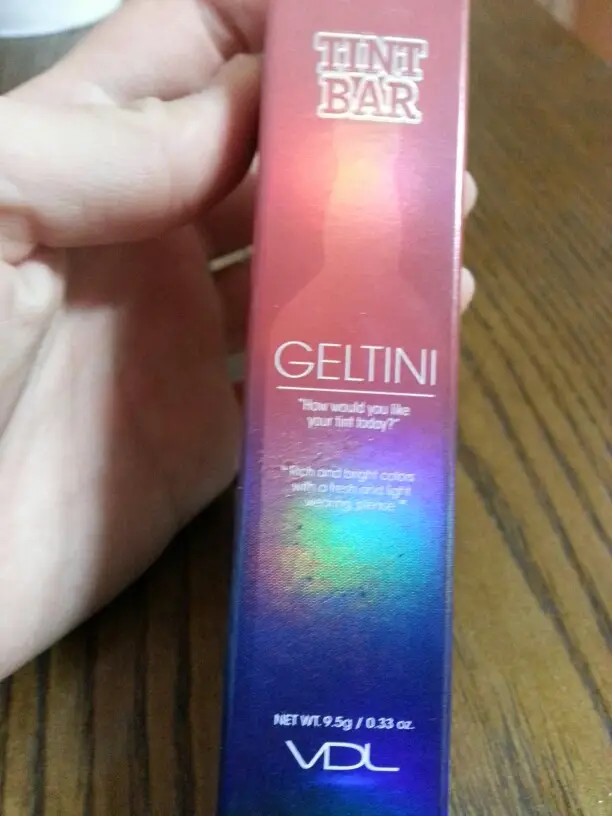 TINT
BAR
GELTINI
"How would you like
your tint today?"
"Rich and bright colors
with a fresh and light
wearing, please"
NET WT. 9.5g / 0.33 oz.
VDL